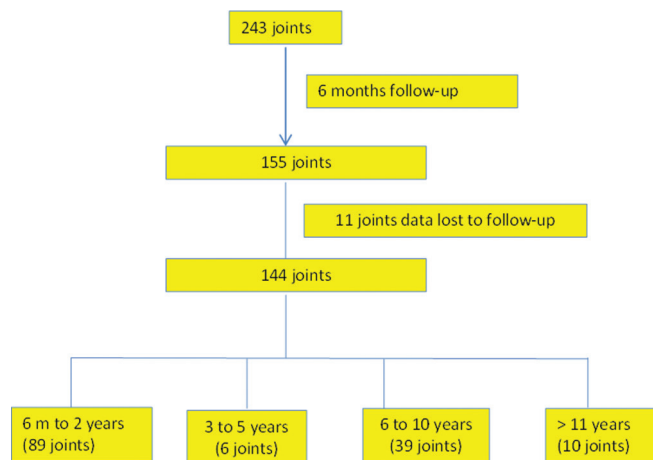 243 joints
6 months follow-up
155 joints
11 joints data lost to follow-up
144 joints
6 m to 2 years
(89 joints)
3 to 5 years
(6 joints)
6 to 10 years
(39 joints)
> 11 years
(10 joints)